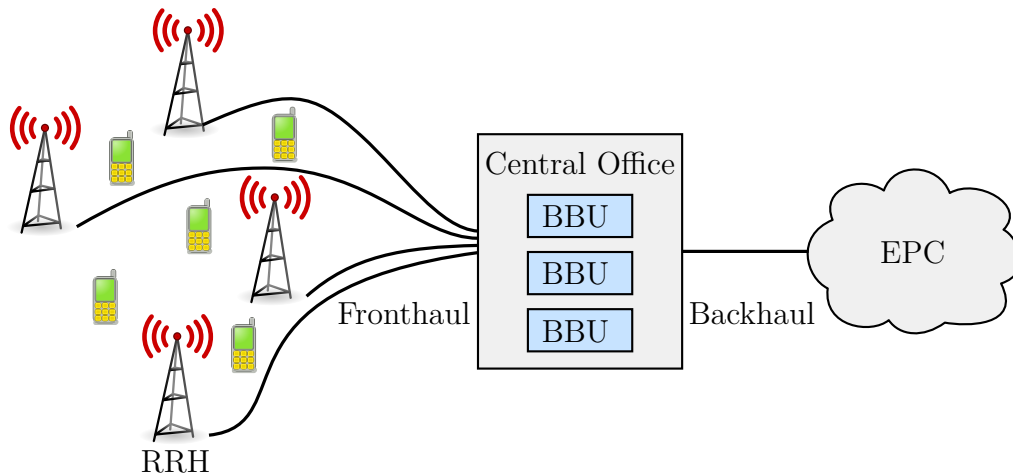 Central Office
BBU
BBU
BBU
EPC
Fronthaul
Backhaul
RRH